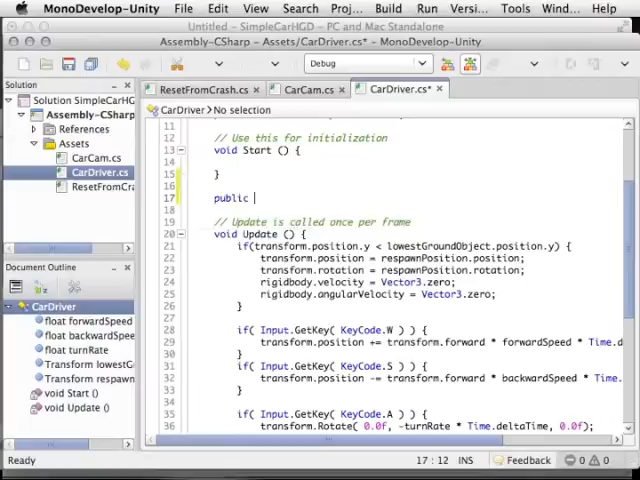 MonoDevelop-Unity File Edit View Search Project Build Run Versi… Tools Wind… Help
Untitled - SimpleCarHGD - PC and Mac Standalone
Assembly-CSharp - Assets/CarDriver.cs* - MonoDevelop-Unity
Debug
Solution
ResetFromCrash.cs
CarCam.cs
CarDriver.cs*
Solution SimpleCarHG
Assembly-CSharp
References
Assets
CarCam.cs
CarDriver.cs
ResetFromCra
CarDriver
No selection
11
12 // Use this for initialization
13 void Start () {
14
15 }
16
17 public
18
19 // Update is called once per frame
20 void Update () {
21 if(transform.position.y < lowestGroundObject.position.y) {
22 transform.position = respawnPosition.position;
23 transform.rotation = respawnPosition.rotation;
24 rigidbody.velocity = Vector3.zero;
25 rigidbody.angularVelocity = Vector3.zero;
26 }
27
28 if( Input.GetKey( KeyCode.W ) ) {
29 transform.position += transform.forward * forwardSpeed * Time.d
30 }
31 if( Input.GetKey( KeyCode.S ) ) {
32 transform.position -= transform.forward * backwardSpeed * Time.
33 }
34
35 if( Input.GetKey( KeyCode.A ) ) {
36 transform.Rotate( 0.0f, -turnRate * Time.deltaTime, 0.0f);
Document Outline
CarDriver
float forwardSpeed
float backwardSpeed
float turnRate
Transform lowestG
Transform respawn
void Start ()
void Update ()
Ready
17 : 12 INS
Feedback
0 0